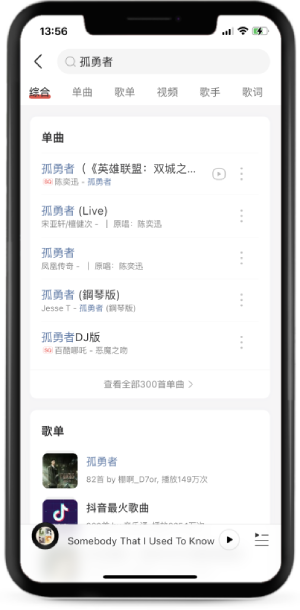 13:56
孤勇者
综合 单曲 歌单 视频 歌手 歌词
单曲
孤勇者（《英雄联盟：双城之...
陈奕迅 - 孤勇者
孤勇者 (Live)
宋亚轩/檀健次 - ｜ 原唱：陈奕迅
孤勇者
凤凰传奇 - ｜ 原唱：陈奕迅
孤勇者 (鋼琴版)
Jesse T - 孤勇者 (鋼琴版)
孤勇者DJ版
百酷哪吒 - 恶魔之吻
查看全部300首单曲 >
歌单
孤勇者
82首 by 棚啊_D7or, 播放149万次
抖音最火歌曲
Somebody That I Used To Know